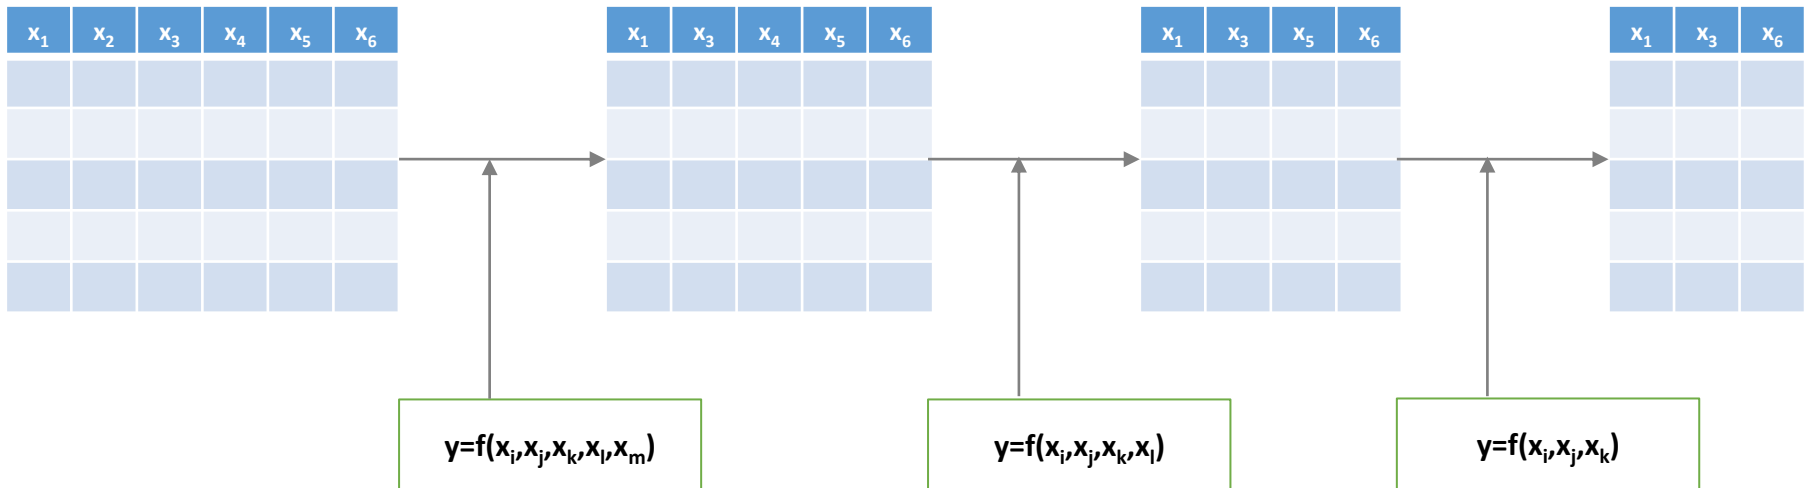 x₁ x₂ x₃ x₄ x₅ x₆
x₁ x₃ x₄ x₅ x₆
x₁ x₃ x₅ x₆
x₁ x₃ x₆
y=f(xᵢ,xⱼ,xₖ,xₗ,xₘ)
y=f(xᵢ,xⱼ,xₖ,xₗ)
y=f(xᵢ,xⱼ,xₖ)